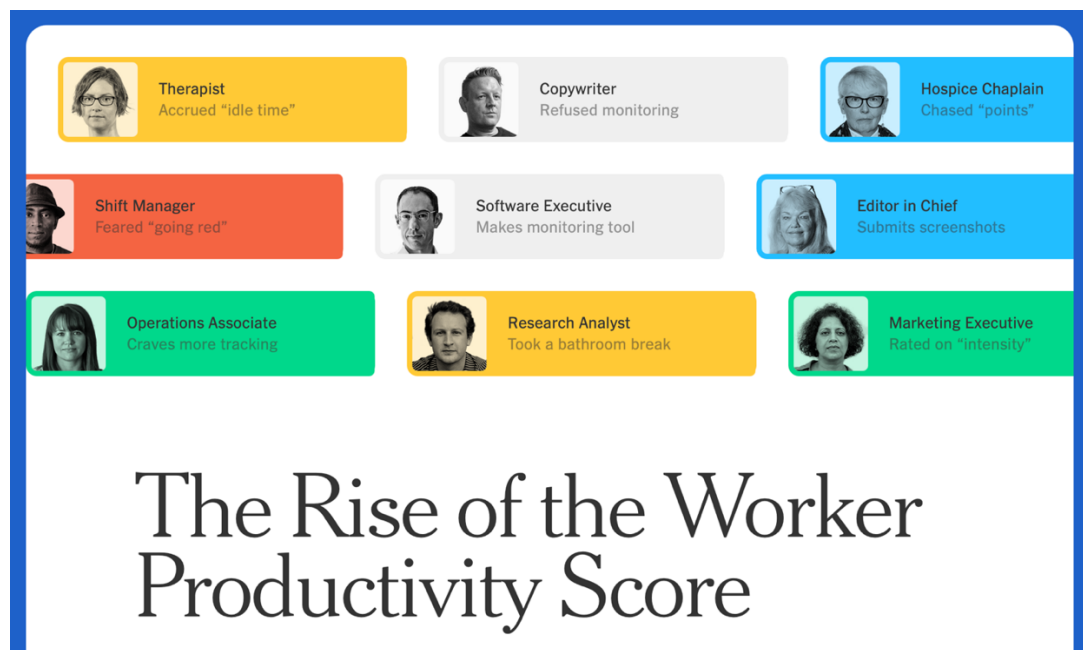 Therapist
Accrued “idle time”
Copywriter
Refused monitoring
Hospice Chaplain
Chased “points”
Shift Manager
Feared “going red”
Software Executive
Makes monitoring tool
Editor in Chief
Submits screenshots
Operations Associate
Craves more tracking
Research Analyst
Took a bathroom break
Marketing Executive
Rated on “intensity”
The Rise of the Worker
Productivity Score